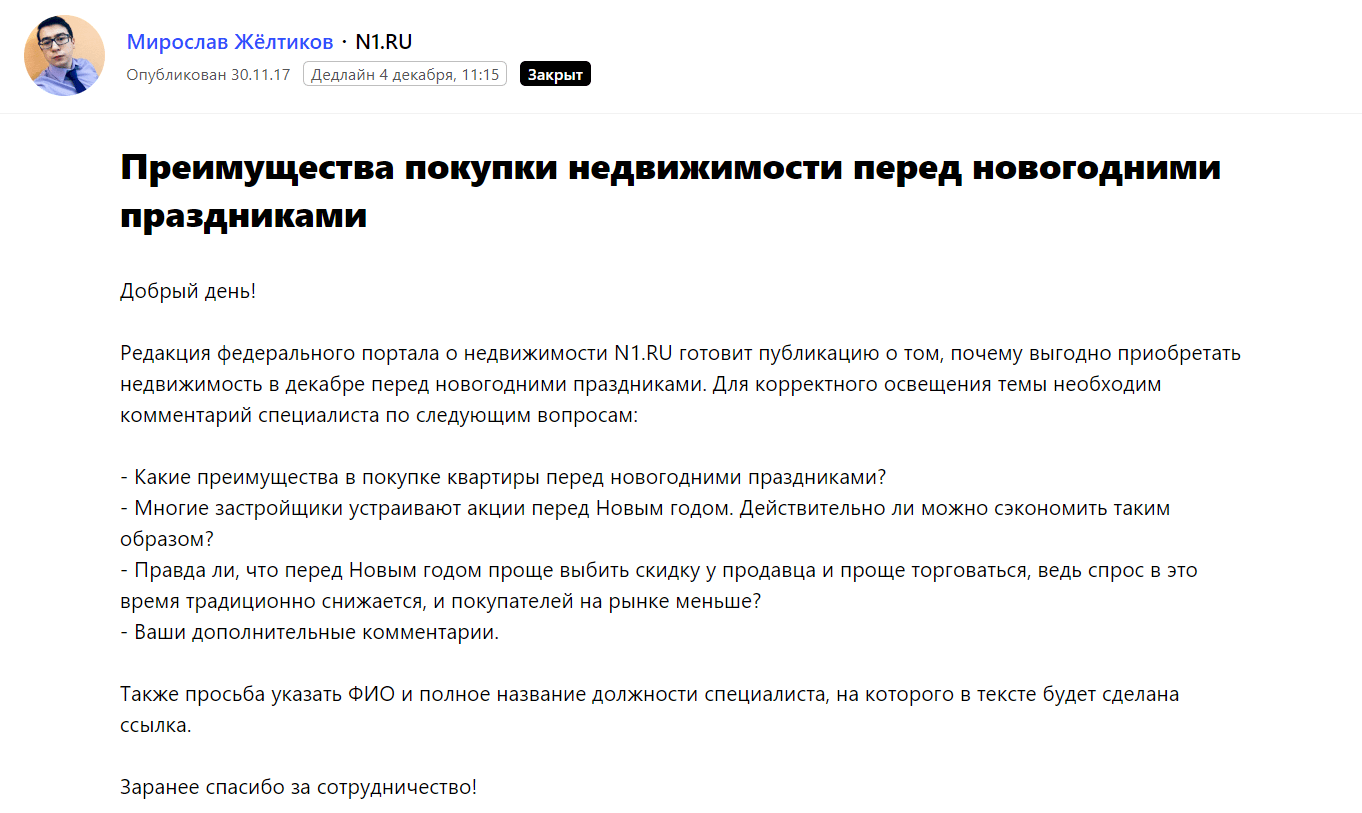 Мирослав Жёлтиков · N1.RU
Опубликован 30.11.17 Дедлайн 4 декабря, 11:15 Закрыт
Преимущества покупки недвижимости перед новогодними
праздниками
Добрый день!
Редакция федерального портала о недвижимости N1.RU готовит публикацию о том, почему выгодно приобретать
недвижимость в декабре перед новогодними праздниками. Для корректного освещения темы необходим
комментарий специалиста по следующим вопросам:
- Какие преимущества в покупке квартиры перед новогодними праздниками?
- Многие застройщики устраивают акции перед Новым годом. Действительно ли можно сэкономить таким
образом?
- Правда ли, что перед Новым годом проще выбить скидку у продавца и проще торговаться, ведь спрос в это
время традиционно снижается, и покупателей на рынке меньше?
- Ваши дополнительные комментарии.
Также просьба указать ФИО и полное название должности специалиста, на которого в тексте будет сделана
ссылка.
Заранее спасибо за сотрудничество!